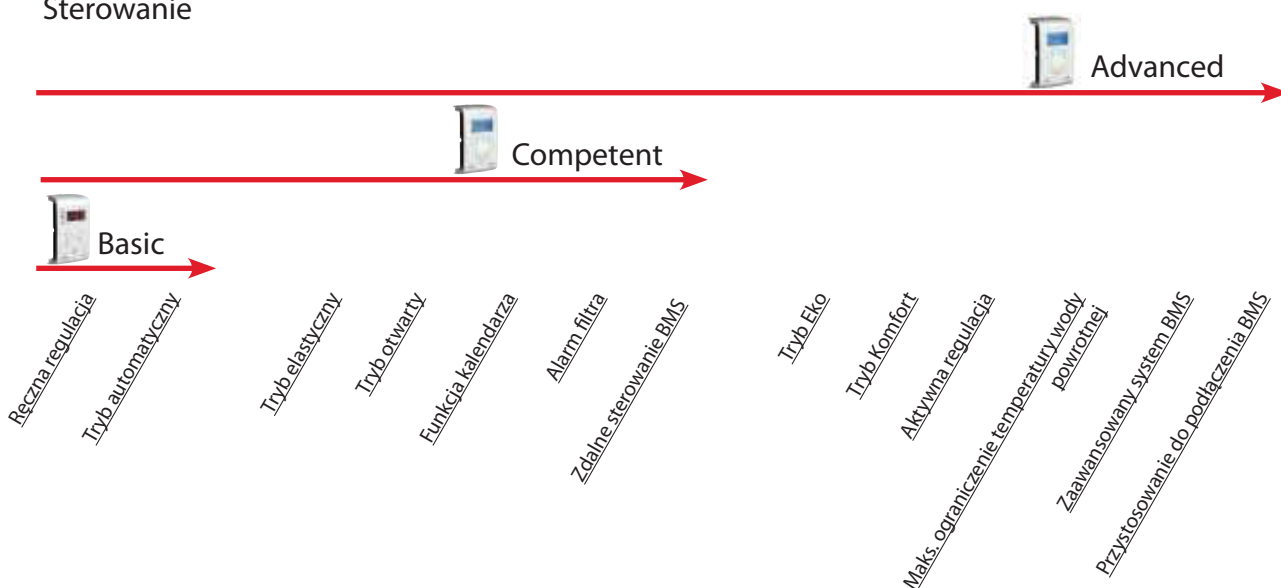 Sterowanie
Advanced
Competent
Basic
Ręczna regulacja
Tryb automatyczny
Tryb elastyczny
Tryb otwarty
Funkcja kalendarza
Alarm filtra
Zdalne sterowanie BMS
Tryb Eko
Tryb Komfort
Aktywna regulacja
Maks. ograniczenie temperatury wody
powrotnej
Zaawansowany system BMS
Przystosowanie do podłączenia BMS